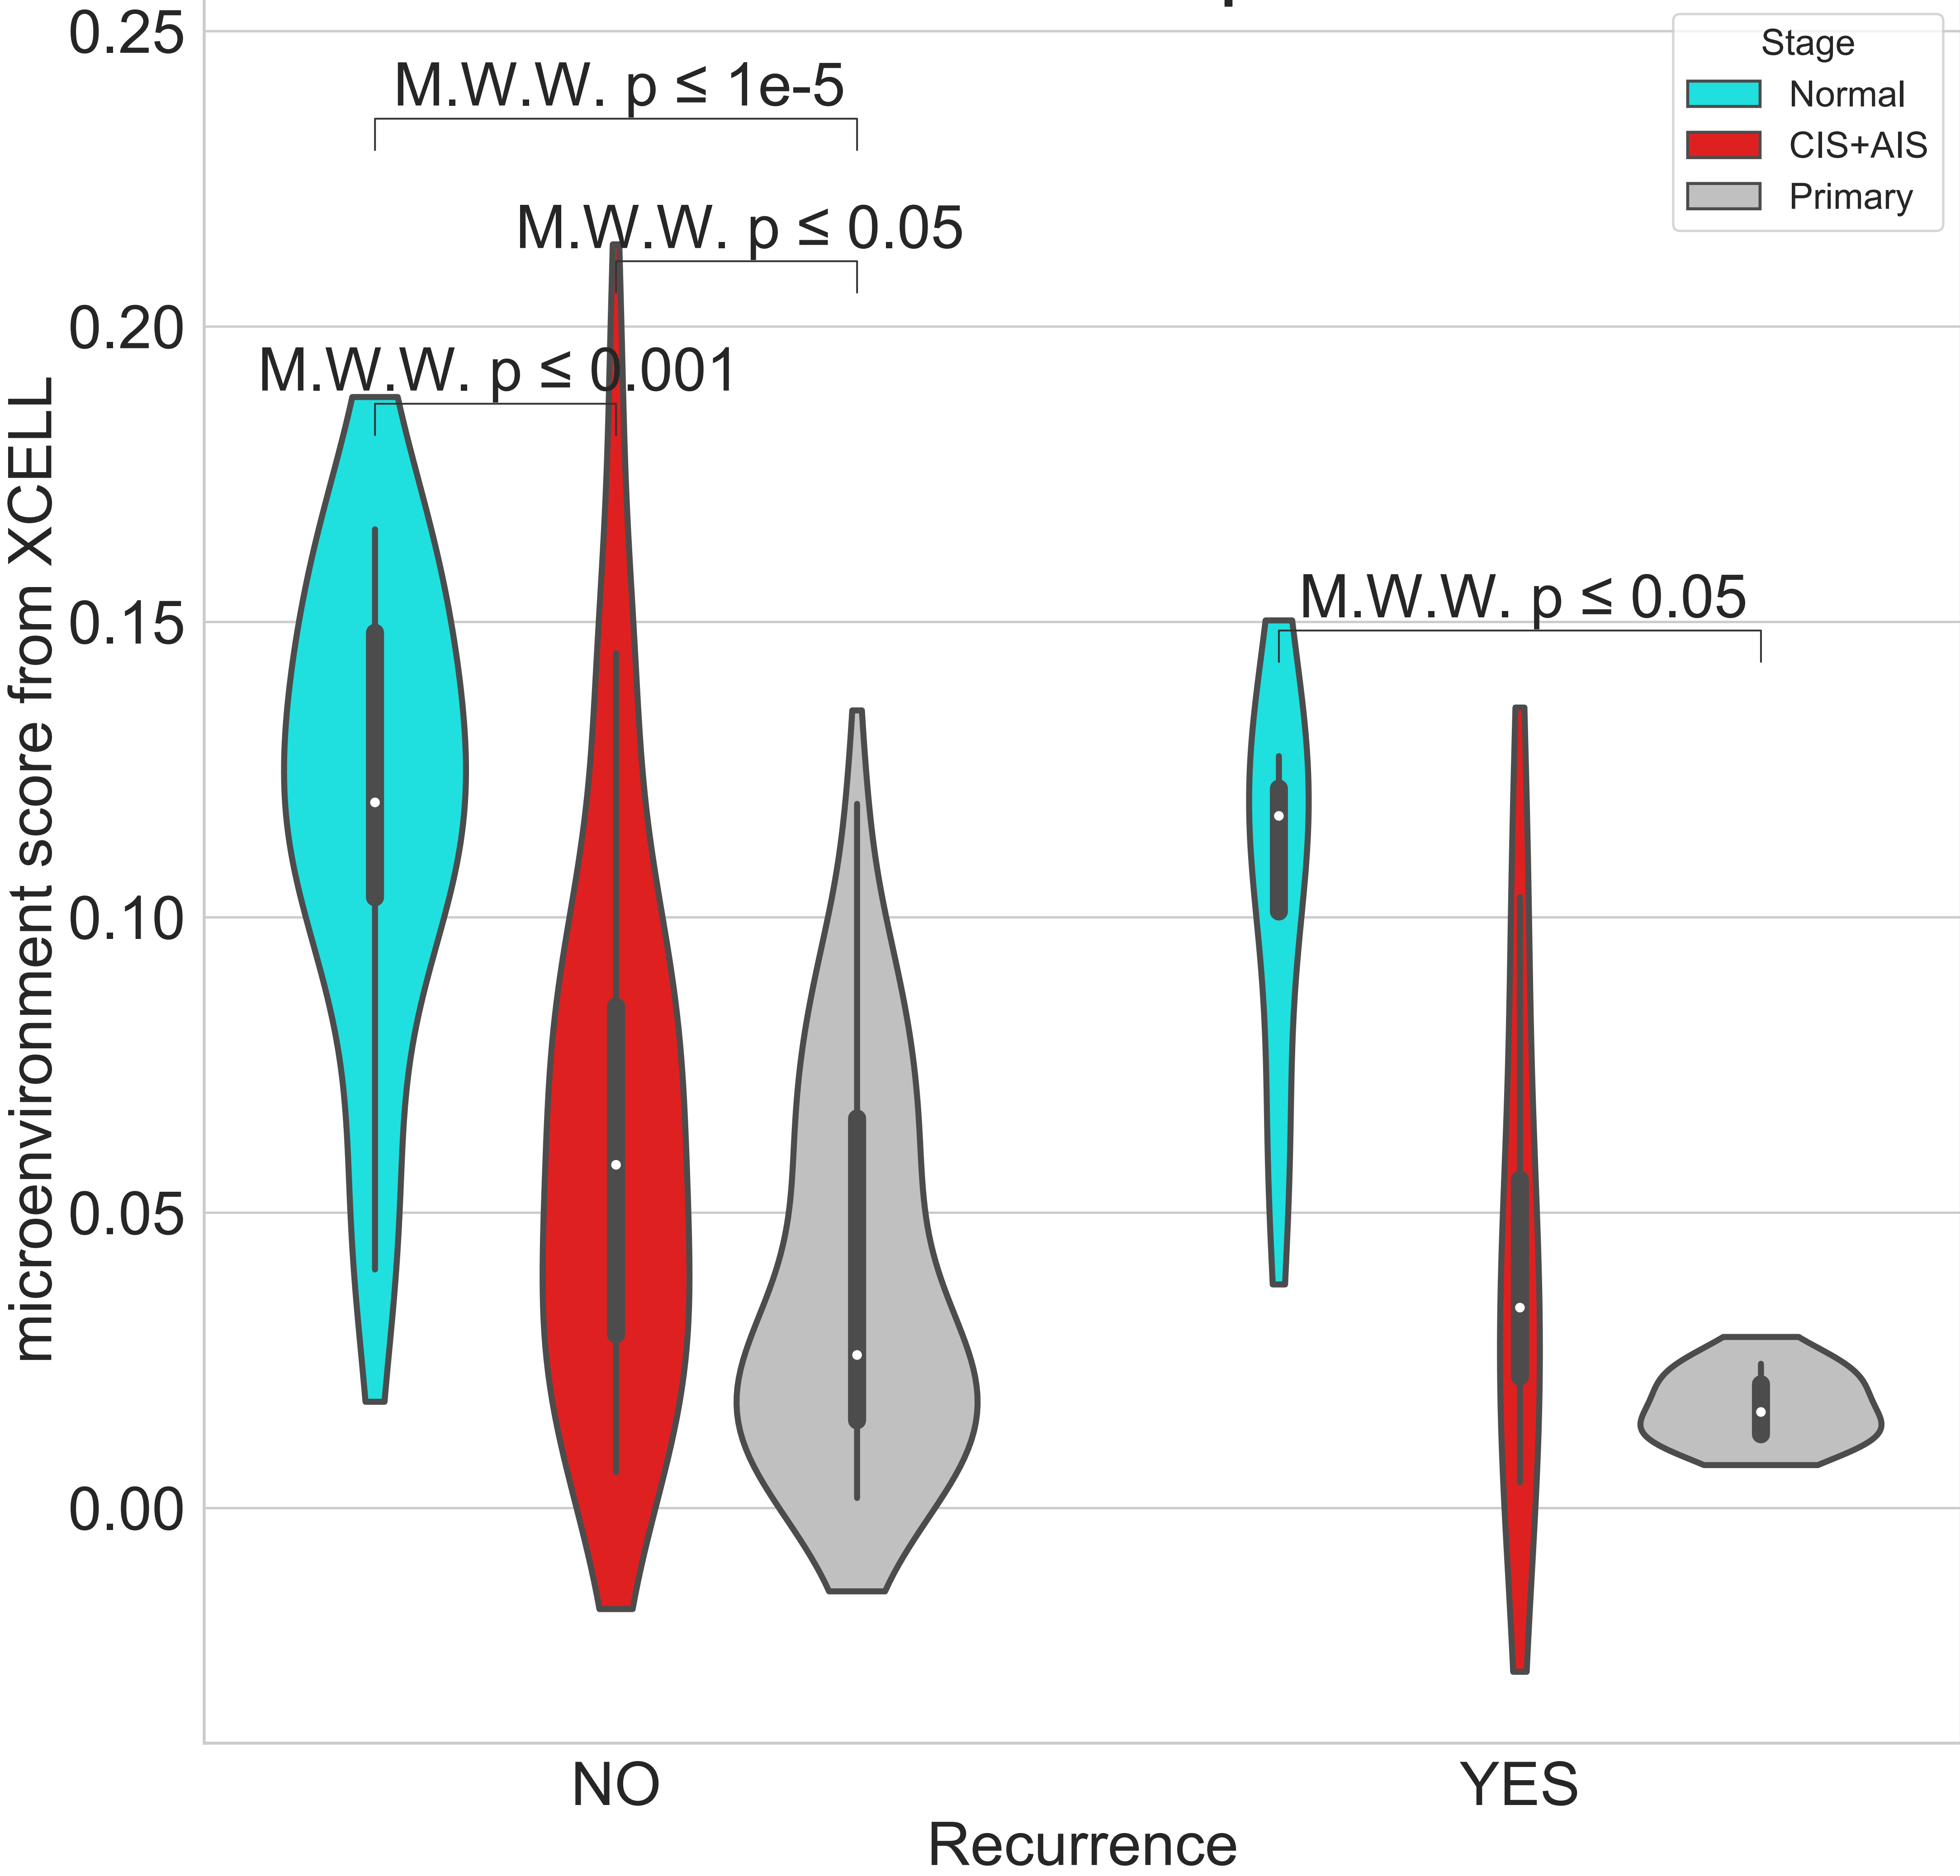 microenvironment score from XCELL
0.25
0.20
0.15
0.10
0.05
0.00
M.W.W. p ≤ 1e-5
M.W.W. p ≤ 0.05
M.W.W. p ≤ 0.001
M.W.W. p ≤ 0.05
Stage
Normal
CIS+AIS
Primary
NO
YES
Recurrence